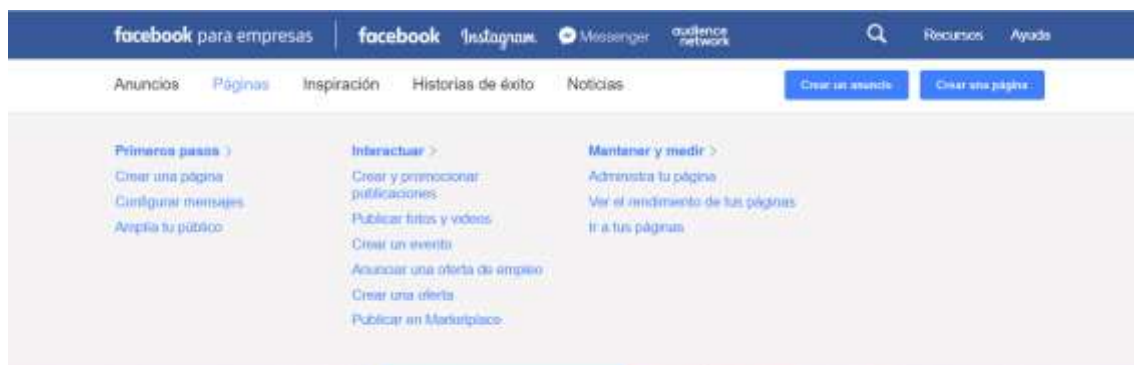 facebook para empresas facebook Instagram Messenger audience network Recursos Ayuda
Anuncios Páginas Inspiración Historias de éxito Noticias Crear un anuncio Crear una página
Primeros pasos >
Crear una página
Configurar mensajes
Amplía tu público
Interactuar >
Crear y promocionar
publicaciones
Publicar fotos y videos
Crear un evento
Anunciar una oferta de empleo
Crear una oferta
Publicar en Marketplace
Mantener y medir >
Administra tu página
Ver el rendimiento de tus páginas
Ir a tus páginas